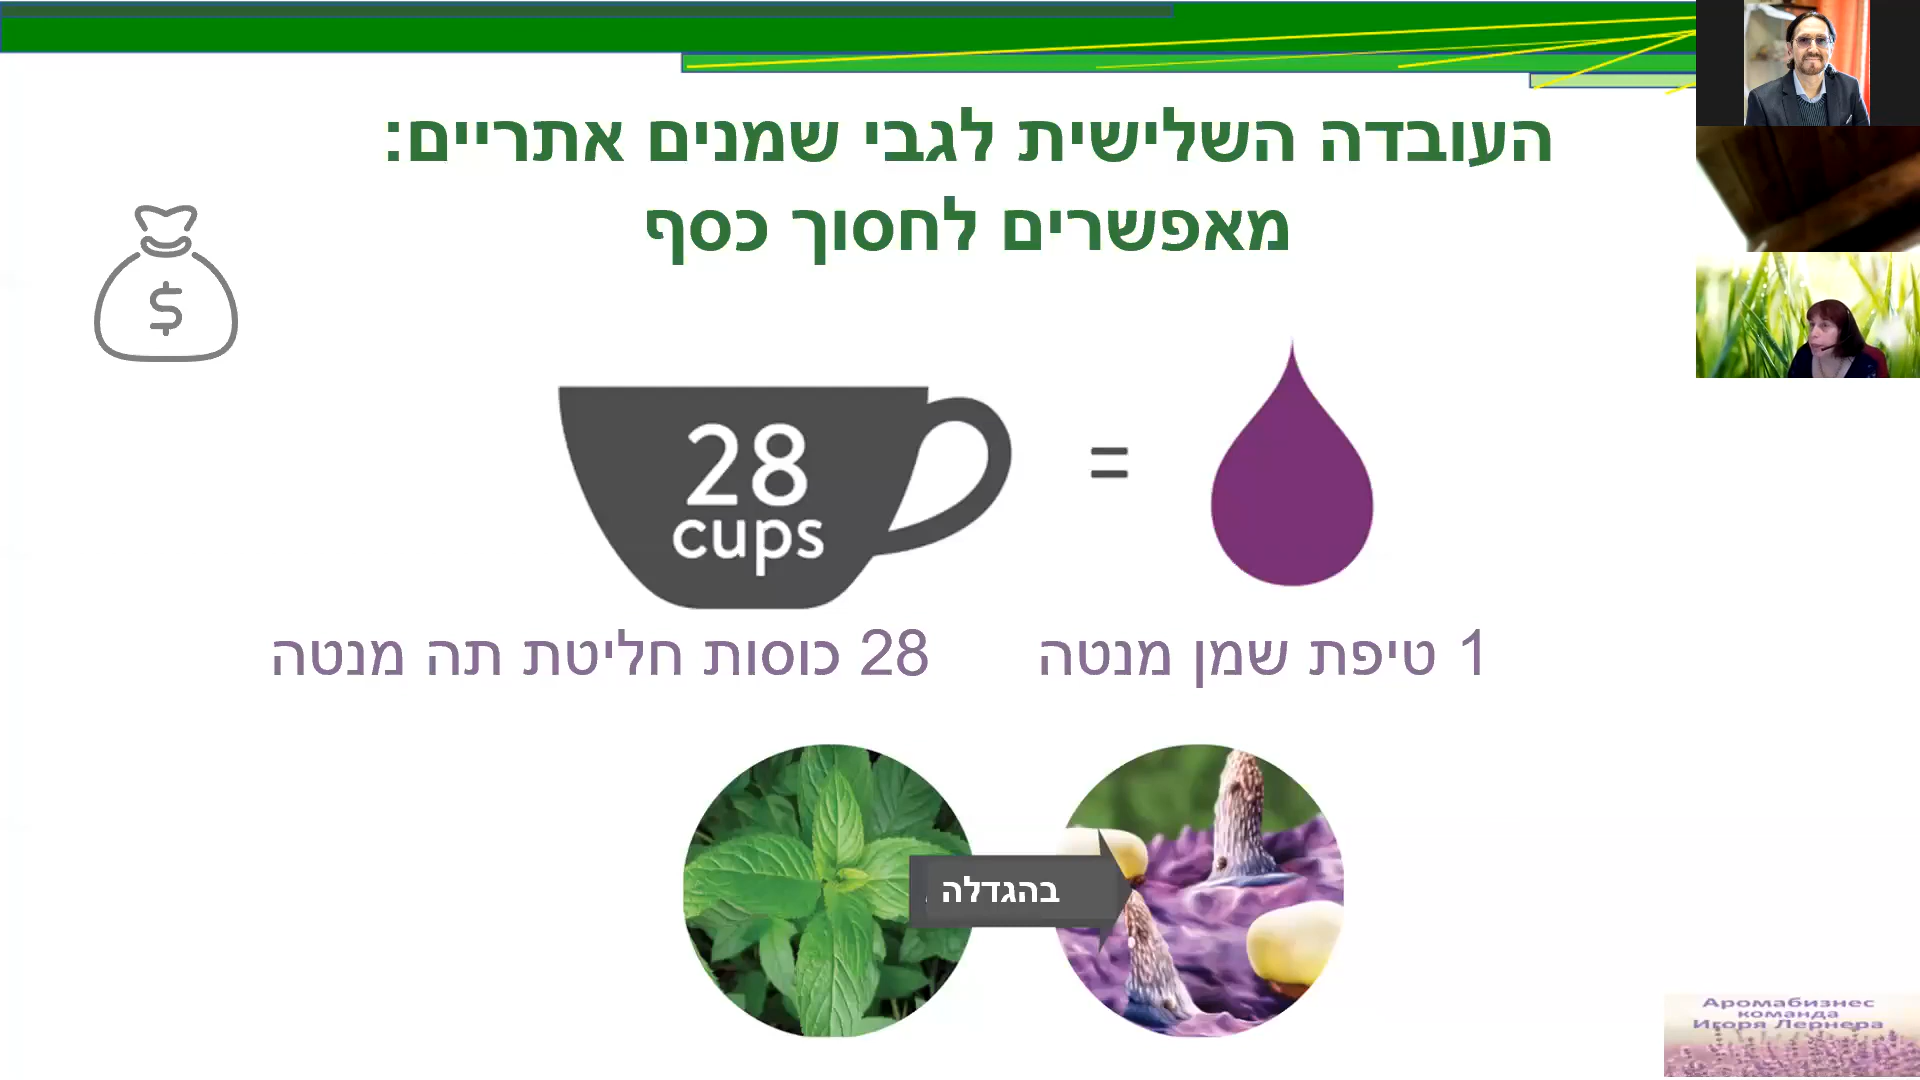 העובדה השלישית לגבי שמנים אתריים:
מאפשרים לחסוך כסף
$
28
cups
=
1 טיפת שמן מנטה
28 כוסות חליטת תה מנטה
בהגדלה
Аромабизнес
команда
Игоря Лернера